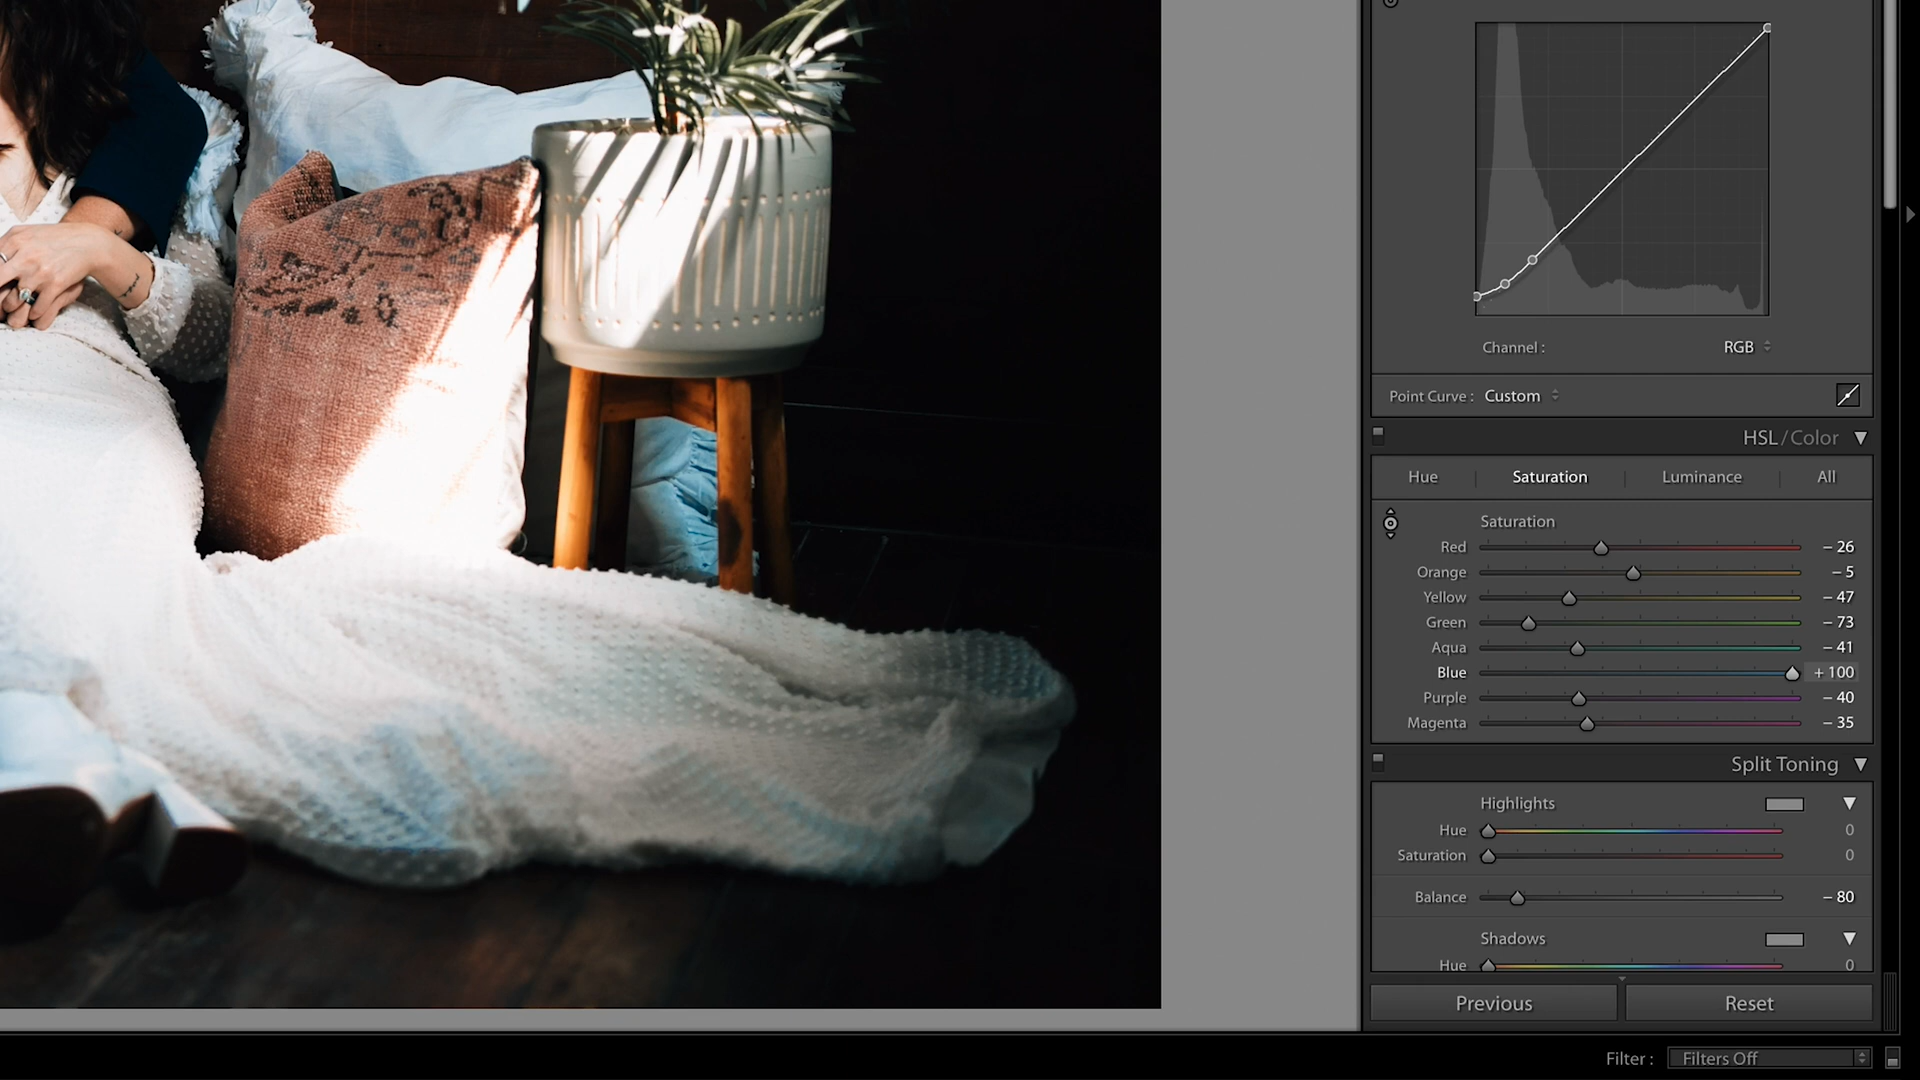 Channel : RGB
Point Curve : Custom
HSL / Color
Hue Saturation Luminance All
Saturation
Red − 26
Orange − 5
Yellow − 47
Green − 73
Aqua − 41
Blue + 100
Purple − 40
Magenta − 35
Split Toning
Highlights
Hue 0
Saturation 0
Balance − 80
Shadows
Hue 0
Previous Reset
Filter : Filters Off